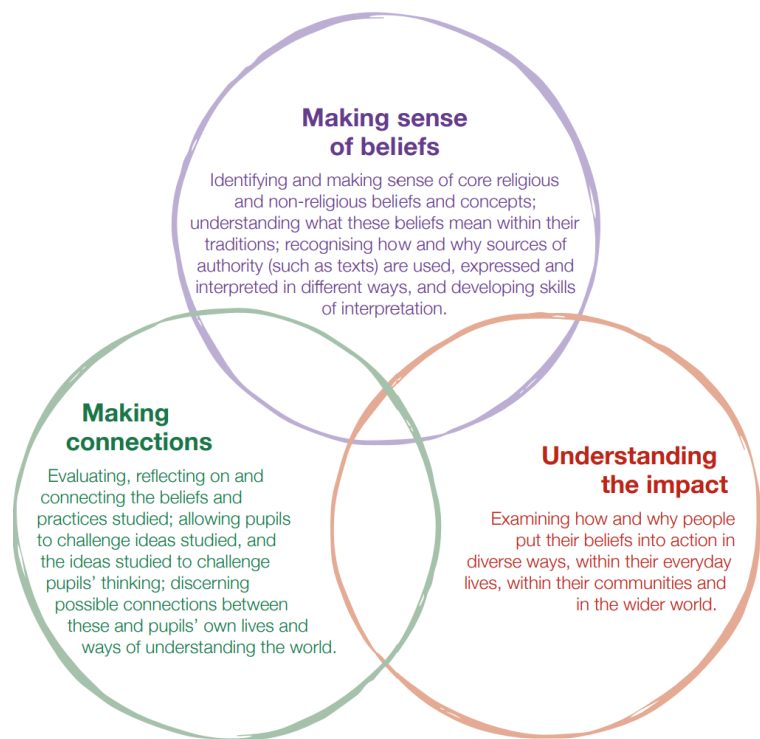 Making sense
of beliefs
Identifying and making sense of core religious
and non-religious beliefs and concepts;
understanding what these beliefs mean within their
traditions; recognising how and why sources of
authority (such as texts) are used, expressed and
interpreted in different ways, and developing skills
of interpretation.
Making
connections
Evaluating, reflecting on and
connecting the beliefs and
practices studied; allowing pupils
to challenge ideas studied, and
the ideas studied to challenge
pupils’ thinking; discerning
possible connections between
these and pupils’ own lives and
ways of understanding the world.
Understanding
the impact
Examining how and why people
put their beliefs into action in
diverse ways, within their everyday
lives, within their communities and
in the wider world.